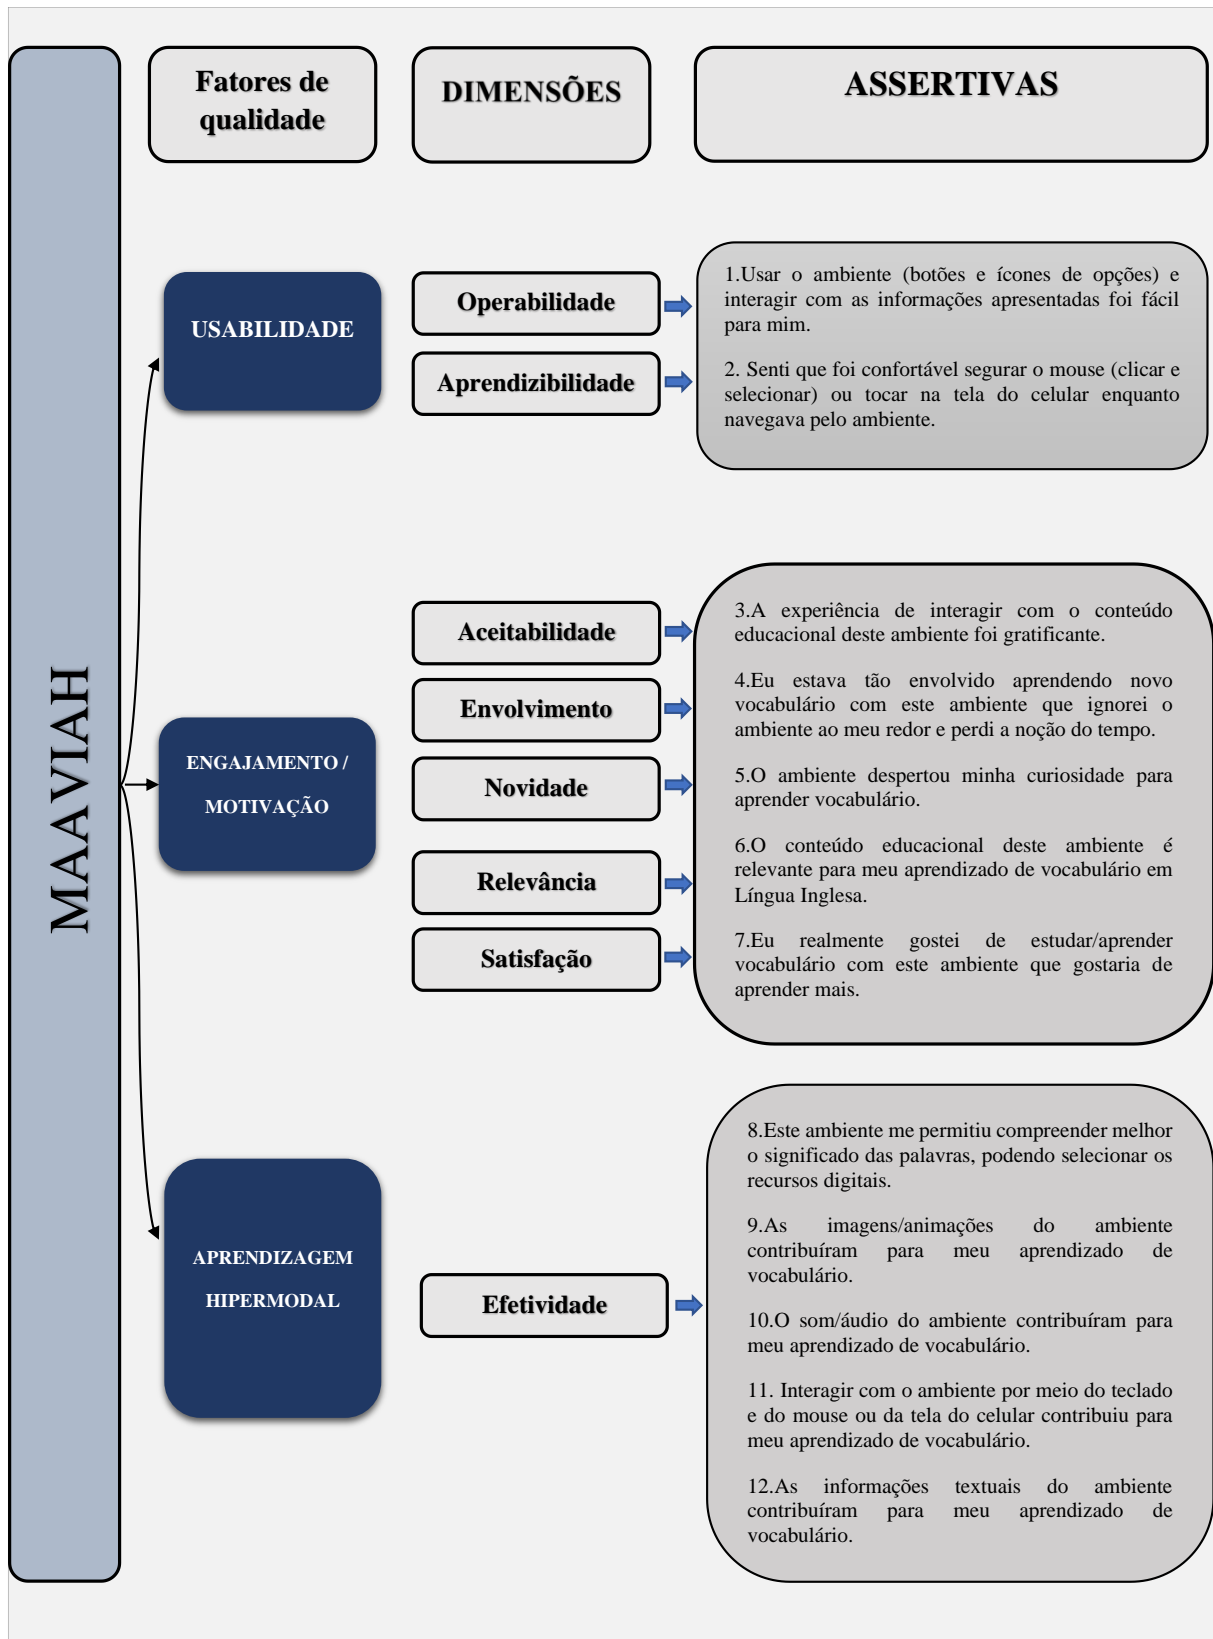 MAAVIAH
Fatores de
qualidade
DIMENSÕES
ASSERTIVAS
USABILIDADE
Operabilidade
Aprendizibilidade
1.Usar o ambiente (botões e ícones de opções) e
interagir com as informações apresentadas foi fácil
para mim.
2. Senti que foi confortável segurar o mouse (clicar e
selecionar) ou tocar na tela do celular enquanto
navegava pelo ambiente.
ENGAJAMENTO /
MOTIVAÇÃO
Aceitabilidade
Envolvimento
Novidade
Relevância
Satisfação
3.A experiência de interagir com o conteúdo
educacional deste ambiente foi gratificante.
4.Eu estava tão envolvido aprendendo novo
vocabulário com este ambiente que ignorei o
ambiente ao meu redor e perdi a noção do tempo.
5.O ambiente despertou minha curiosidade para
aprender vocabulário.
6.O conteúdo educacional deste ambiente é
relevante para meu aprendizado de vocabulário em
Língua Inglesa.
7.Eu realmente gostei de estudar/aprender
vocabulário com este ambiente que gostaria de
aprender mais.
APRENDIZAGEM
HIPERMODAL
Efetividade
8.Este ambiente me permitiu compreender melhor
o significado das palavras, podendo selecionar os
recursos digitais.
9.As imagens/animações do ambiente
contribuíram para meu aprendizado de
vocabulário.
10.O som/áudio do ambiente contribuíram para
meu aprendizado de vocabulário.
11. Interagir com o ambiente por meio do teclado
e do mouse ou da tela do celular contribuiu para
meu aprendizado de vocabulário.
12.As informações textuais do ambiente
contribuíram para meu aprendizado de
vocabulário.